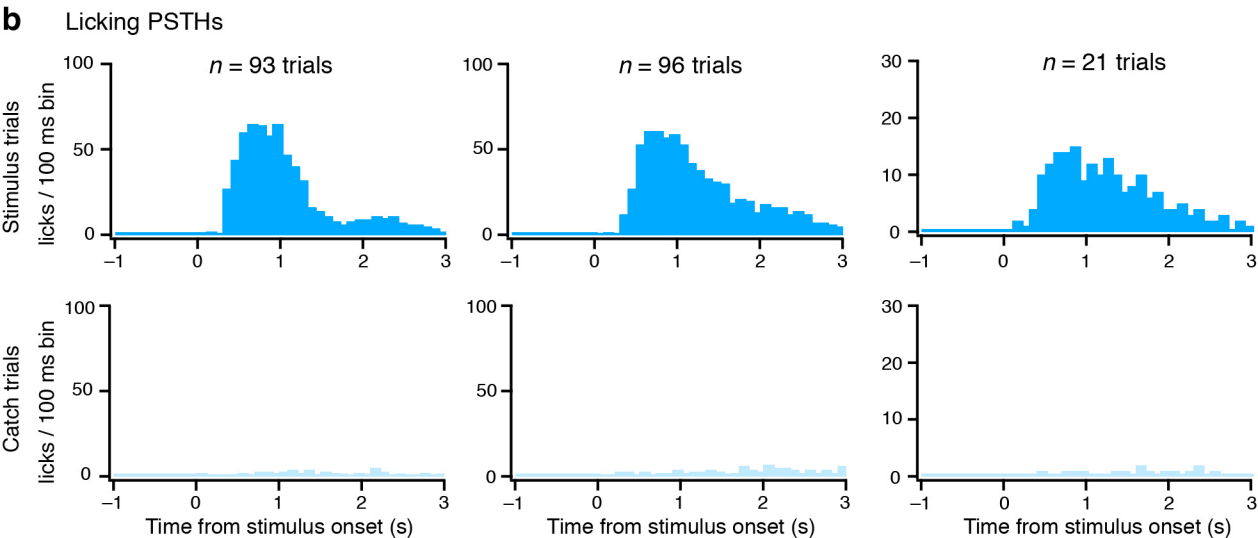 b Licking PSTHs
Stimulus trials
licks / 100 ms bin
100
50
0
n = 93 trials
–1 0 1 2 3
100
50
0
n = 96 trials
–1 0 1 2 3
30
20
10
0
n = 21 trials
–1 0 1 2 3
Catch trials
licks / 100 ms bin
100
50
0
–1 0 1 2 3
Time from stimulus onset (s)
100
50
0
–1 0 1 2 3
Time from stimulus onset (s)
30
20
10
0
–1 0 1 2 3
Time from stimulus onset (s)